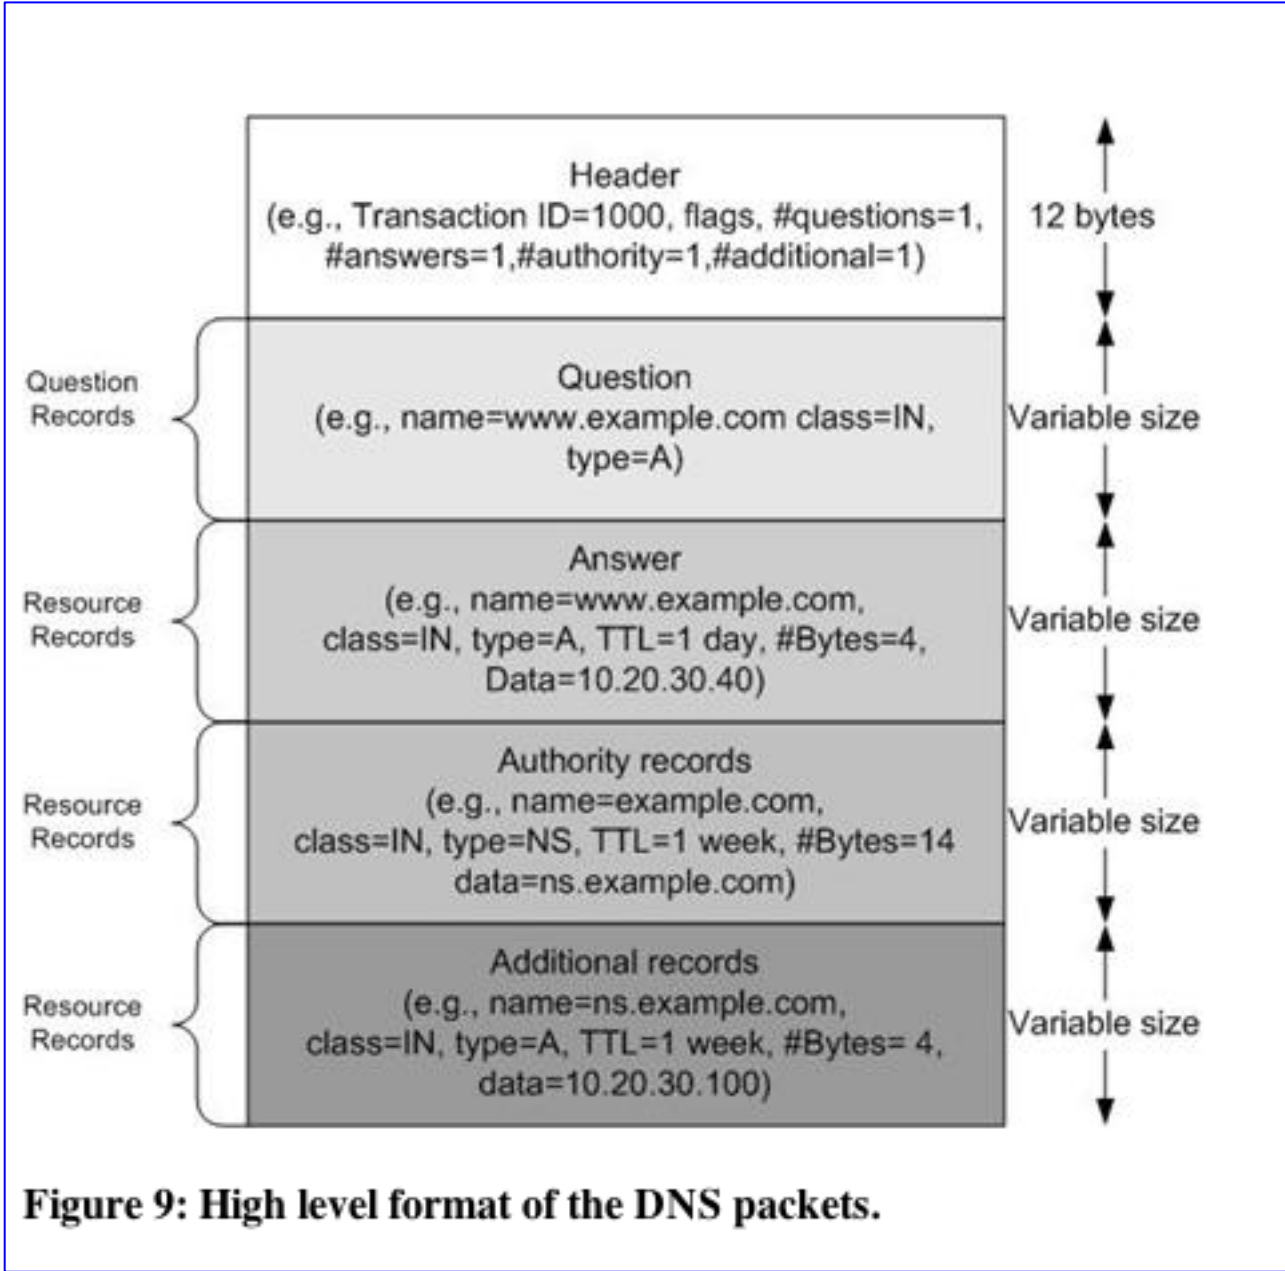 Header
(e.g., Transaction ID=1000, flags, #questions=1,
#answers=1,#authority=1,#additional=1)
12 bytes
Question
Records
Question
(e.g., name=www.example.com class=IN,
type=A)
Variable size
Resource
Records
Answer
(e.g., name=www.example.com,
class=IN, type=A, TTL=1 day, #Bytes=4,
Data=10.20.30.40)
Variable size
Resource
Records
Authority records
(e.g., name=example.com,
class=IN, type=NS, TTL=1 week, #Bytes=14
data=ns.example.com)
Variable size
Resource
Records
Additional records
(e.g., name=ns.example.com,
class=IN, type=A, TTL=1 week, #Bytes= 4,
data=10.20.30.100)
Variable size
Figure 9: High level format of the DNS packets.